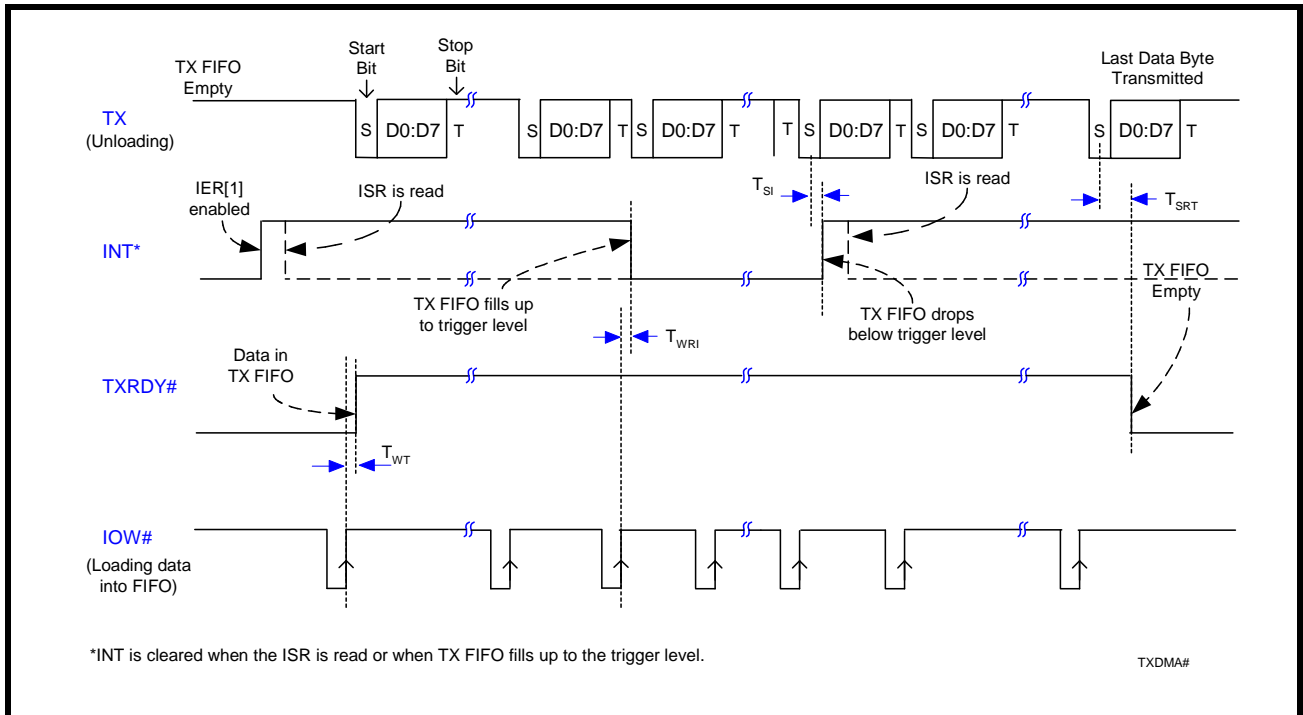 Start
Bit
Stop
Bit
TX FIFO
Empty
Last Data Byte
Transmitted
TX
(Unloading)
S D0:D7 T S D0:D7 T S D0:D7 T T S D0:D7 T S D0:D7 T S D0:D7 T
IER[1]
enabled
ISR is read
TSI
ISR is read
TSRT
INT*
TX FIFO fills up
to trigger level
TX FIFO drops
below trigger level
TX FIFO
Empty
TWRI
Data in
TX FIFO
TXRDY#
TWT
IOW#
(Loading data
into FIFO)
*INT is cleared when the ISR is read or when TX FIFO fills up to the trigger level.
TXDMA#